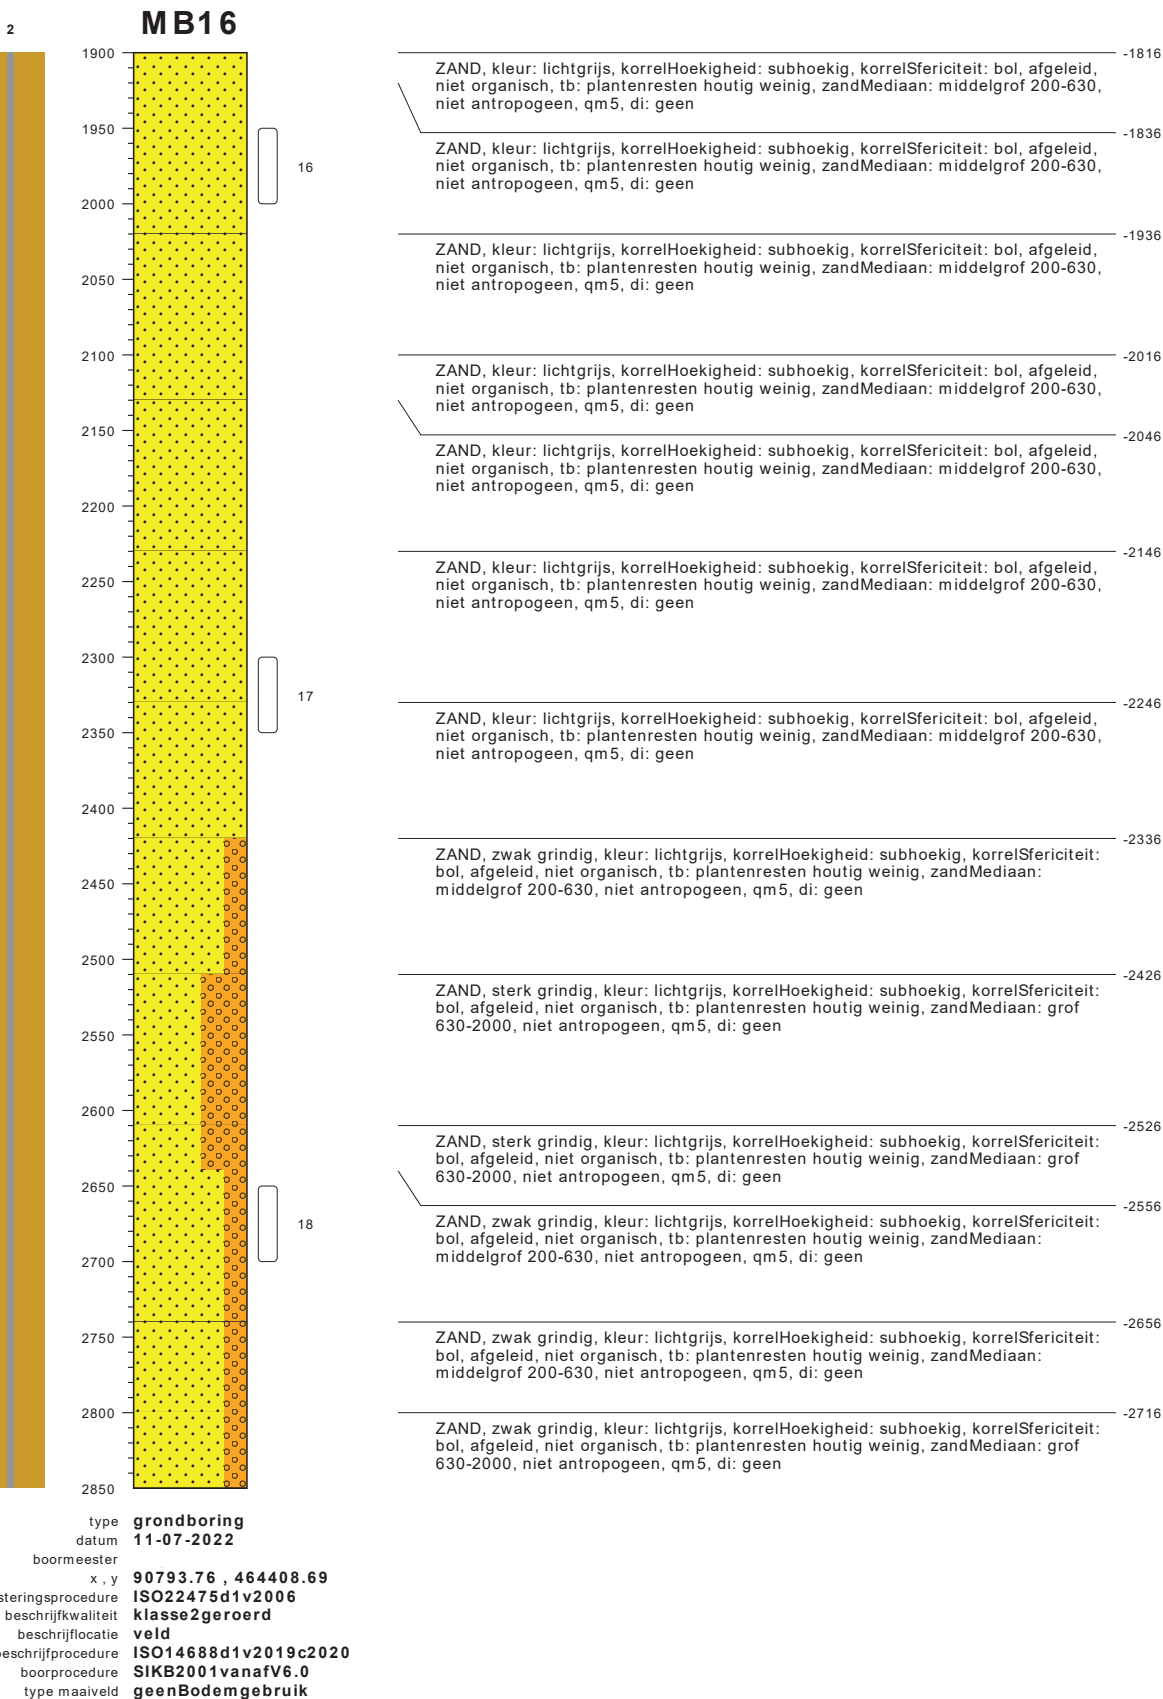 2
MB16
1900
1950
2000
2050
2100
2150
2200
2250
2300
2350
2400
2450
2500
2550
2600
2650
2700
2750
2800
2850
16
17
18
-1816
ZAND, kleur: lichtgrijs, korrelHoekigheid: subhoekig, korrelSfericiteit: bol, afgeleid,
niet organisch, tb: plantenresten houtig weinig, zandMediaan: middelgrof 200-630,
niet antropogeen, qm5, di: geen
-1836
ZAND, kleur: lichtgrijs, korrelHoekigheid: subhoekig, korrelSfericiteit: bol, afgeleid,
niet organisch, tb: plantenresten houtig weinig, zandMediaan: middelgrof 200-630,
niet antropogeen, qm5, di: geen
-1936
ZAND, kleur: lichtgrijs, korrelHoekigheid: subhoekig, korrelSfericiteit: bol, afgeleid,
niet organisch, tb: plantenresten houtig weinig, zandMediaan: middelgrof 200-630,
niet antropogeen, qm5, di: geen
-2016
ZAND, kleur: lichtgrijs, korrelHoekigheid: subhoekig, korrelSfericiteit: bol, afgeleid,
niet organisch, tb: plantenresten houtig weinig, zandMediaan: middelgrof 200-630,
niet antropogeen, qm5, di: geen
-2046
ZAND, kleur: lichtgrijs, korrelHoekigheid: subhoekig, korrelSfericiteit: bol, afgeleid,
niet organisch, tb: plantenresten houtig weinig, zandMediaan: middelgrof 200-630,
niet antropogeen, qm5, di: geen
-2146
ZAND, kleur: lichtgrijs, korrelHoekigheid: subhoekig, korrelSfericiteit: bol, afgeleid,
niet organisch, tb: plantenresten houtig weinig, zandMediaan: middelgrof 200-630,
niet antropogeen, qm5, di: geen
-2246
ZAND, kleur: lichtgrijs, korrelHoekigheid: subhoekig, korrelSfericiteit: bol, afgeleid,
niet organisch, tb: plantenresten houtig weinig, zandMediaan: middelgrof 200-630,
niet antropogeen, qm5, di: geen
-2336
ZAND, zwak grindig, kleur: lichtgrijs, korrelHoekigheid: subhoekig, korrelSfericiteit:
bol, afgeleid, niet organisch, tb: plantenresten houtig weinig, zandMediaan:
middelgrof 200-630, niet antropogeen, qm5, di: geen
-2426
ZAND, sterk grindig, kleur: lichtgrijs, korrelHoekigheid: subhoekig, korrelSfericiteit:
bol, afgeleid, niet organisch, tb: plantenresten houtig weinig, zandMediaan: grof
630-2000, niet antropogeen, qm5, di: geen
-2526
ZAND, sterk grindig, kleur: lichtgrijs, korrelHoekigheid: subhoekig, korrelSfericiteit:
bol, afgeleid, niet organisch, tb: plantenresten houtig weinig, zandMediaan: grof
630-2000, niet antropogeen, qm5, di: geen
-2556
ZAND, zwak grindig, kleur: lichtgrijs, korrelHoekigheid: subhoekig, korrelSfericiteit:
bol, afgeleid, niet organisch, tb: plantenresten houtig weinig, zandMediaan:
middelgrof 200-630, niet antropogeen, qm5, di: geen
-2656
ZAND, zwak grindig, kleur: lichtgrijs, korrelHoekigheid: subhoekig, korrelSfericiteit:
bol, afgeleid, niet organisch, tb: plantenresten houtig weinig, zandMediaan:
middelgrof 200-630, niet antropogeen, qm5, di: geen
-2716
ZAND, zwak grindig, kleur: lichtgrijs, korrelHoekigheid: subhoekig, korrelSfericiteit:
bol, afgeleid, niet organisch, tb: plantenresten houtig weinig, zandMediaan: grof
630-2000, niet antropogeen, qm5, di: geen
type grondboring
datum 11-07-2022
boormeester
x , y 90793.76 , 464408.69
steringsprocedure ISO22475d1v2006
beschrijfkwaliteit klasse2geroerd
beschrijflocatie veld
eschrijfprocedure ISO14688d1v2019c2020
boorprocedure SIKB2001vanafV6.0
type maaiveld geenBodemgebruik